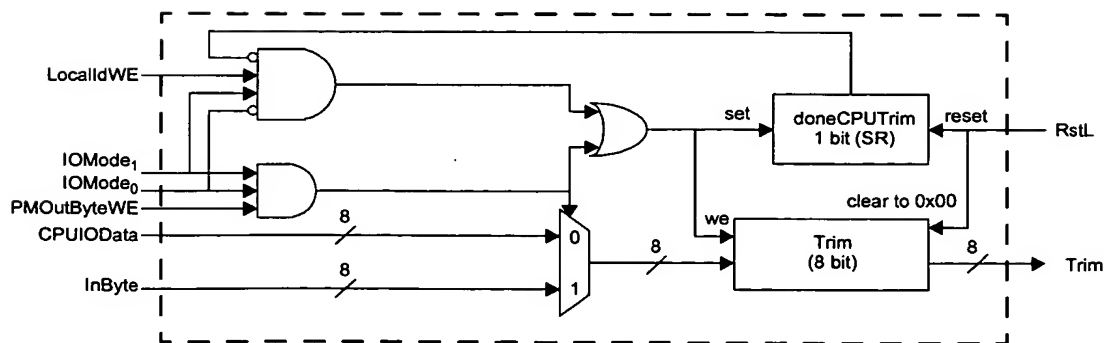 LocalIdWE
IOMode₁
IOMode₀
PMOutByteWE
CPUIOData
InByte
8
8
0
1
8
set
doneCPUTrim
1 bit (SR)
reset
RstL
clear to 0x00
we
Trim
(8 bit)
8
Trim